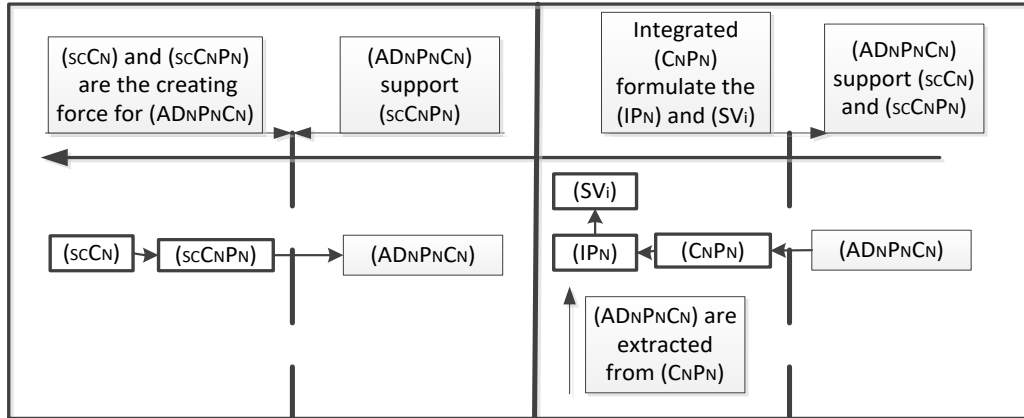 (scCN) and (scCNPN)
are the creating
force for (ADNPNCN)
(ADNPNCN)
support
(scCNPN)
Integrated
(CNPN)
formulate the
(IPN) and (SVi)
(ADNPNCN)
support (scCN)
and (scCNPN)
(SVi)
(scCN)
(scCNPN)
(ADNPNCN)
(IPN)
(CNPN)
(ADNPNCN)
(ADNPNCN) are
extracted
from (CNPN)